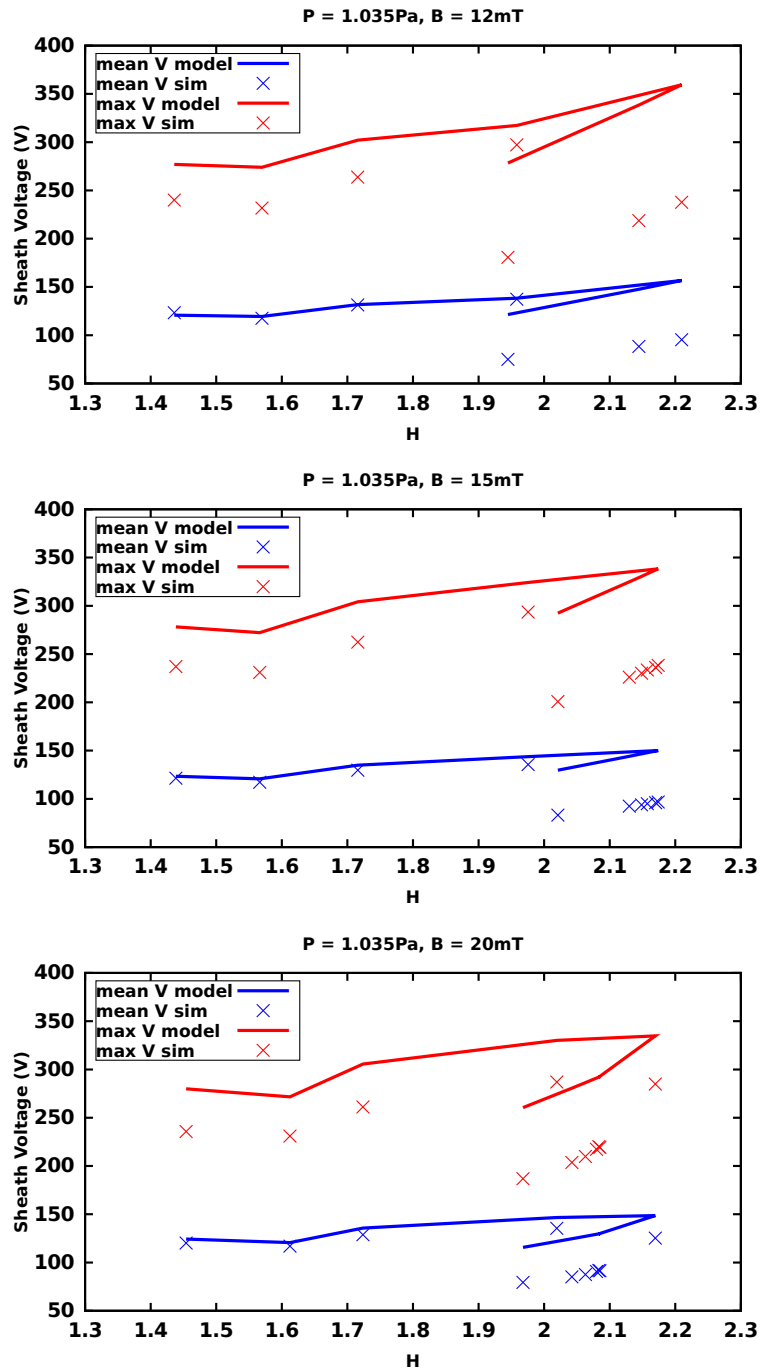 P = 1.035Pa, B = 12mT
400
350
300
250
200
150
100
50
Sheath Voltage (V)
mean V model
mean V sim
max V model
max V sim
1.3 1.4 1.5 1.6 1.7 1.8 1.9 2 2.1 2.2 2.3
H
P = 1.035Pa, B = 15mT
400
350
300
250
200
150
100
50
Sheath Voltage (V)
mean V model
mean V sim
max V model
max V sim
1.3 1.4 1.5 1.6 1.7 1.8 1.9 2 2.1 2.2 2.3
H
P = 1.035Pa, B = 20mT
400
350
300
250
200
150
100
50
Sheath Voltage (V)
mean V model
mean V sim
max V model
max V sim
1.3 1.4 1.5 1.6 1.7 1.8 1.9 2 2.1 2.2 2.3
H